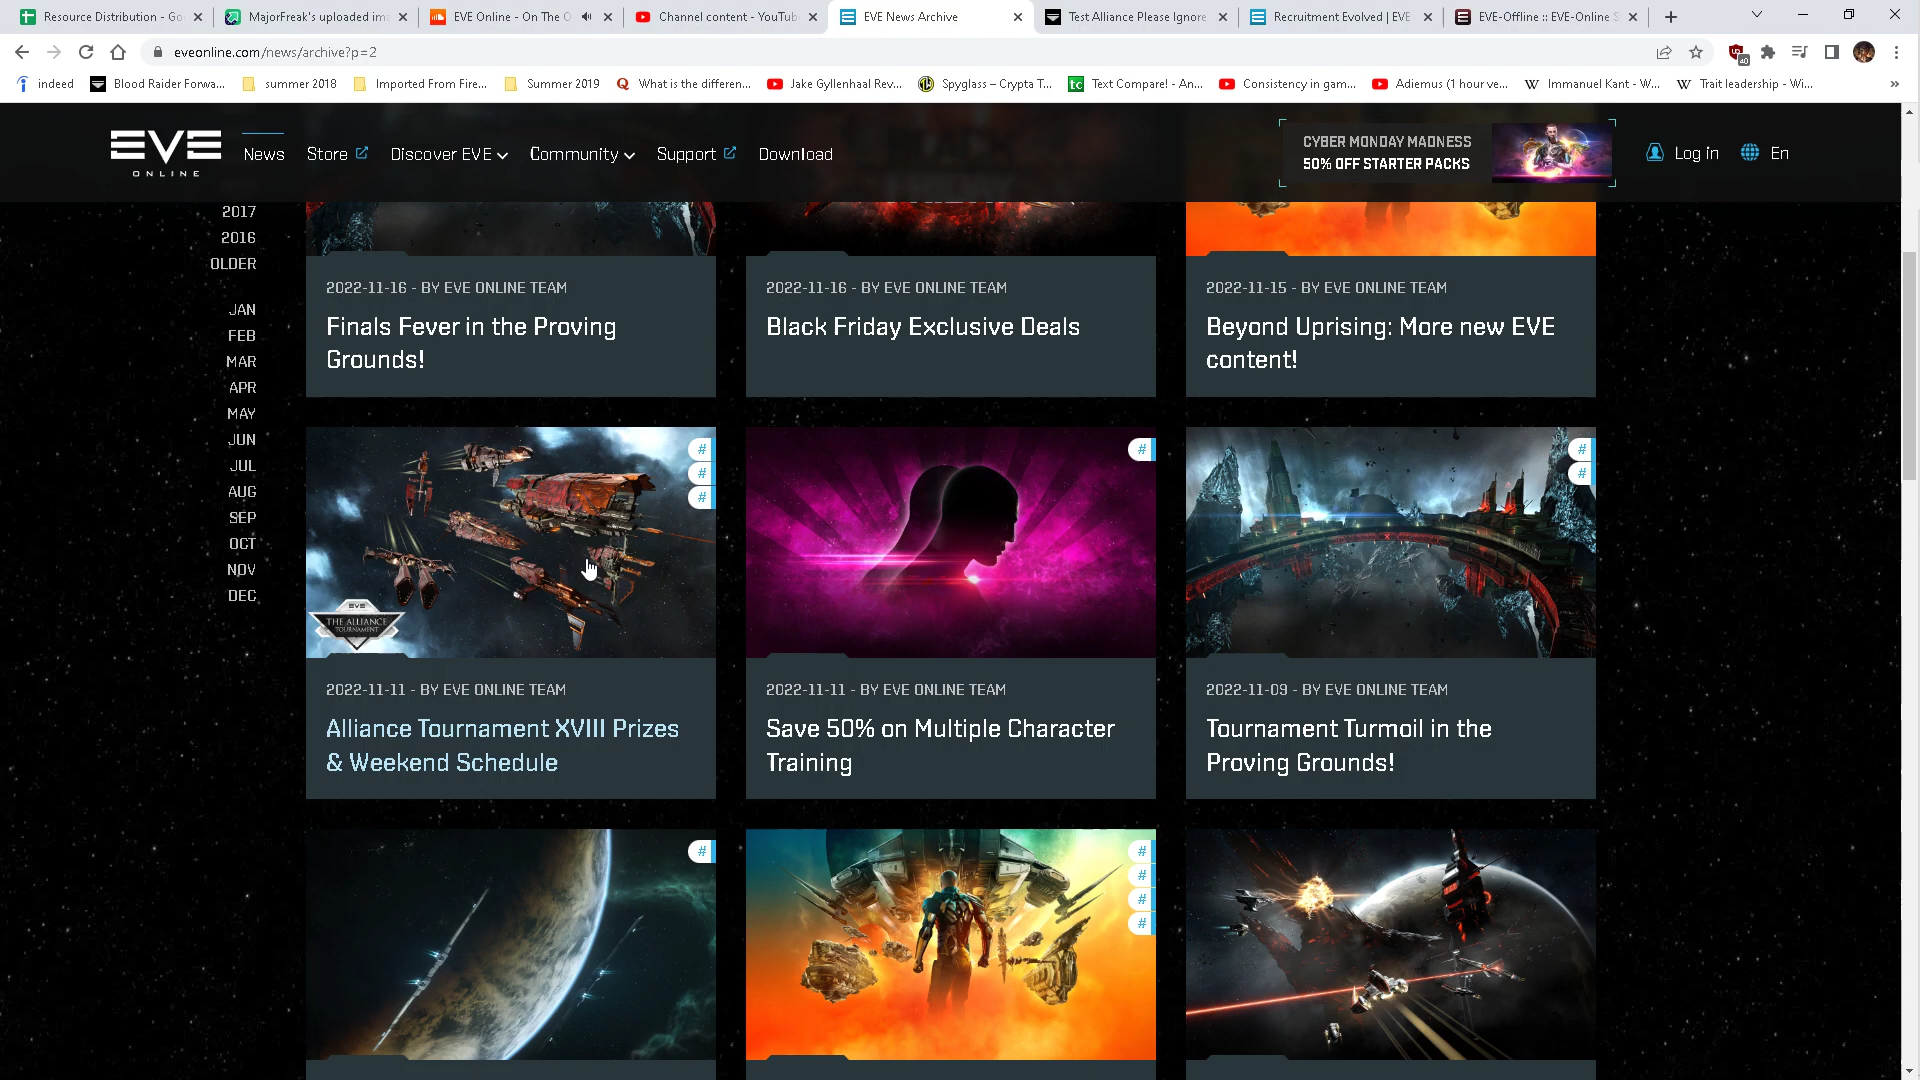 Resource Distribution - Go
MajorFreak's uploaded ima
EVE Online - On The O
Channel content - YouTub
EVE News Archive
Test Alliance Please Ignore
Recruitment Evolved | EVE
EVE-Offline :: EVE-Online S
eveonline.com/news/archive?p=2
40
indeed
Blood Raider Forwa...
summer 2018
Imported From Fire...
Summer 2019
What is the differen...
Jake Gyllenhaal Rev...
Spyglass – Crypta T...
tc
Text Compare! - An...
Consistency in gam...
Adiemus (1 hour ve...
Immanuel Kant - W...
Trait leadership - Wi...
EVE
ONLINE
News
Store
Discover EVE
Community
Support
Download
CYBER MONDAY MADNESS
50% OFF STARTER PACKS
Log in
En
2017
2016
OLDER
JAN
FEB
MAR
APR
MAY
JUN
JUL
AUG
SEP
OCT
NOV
DEC
2022-11-16 - BY EVE ONLINE TEAM
Finals Fever in the Proving
Grounds!
2022-11-16 - BY EVE ONLINE TEAM
Black Friday Exclusive Deals
2022-11-15 - BY EVE ONLINE TEAM
Beyond Uprising: More new EVE
content!
#
#
#
EVE
THE ALLIANCE
TOURNAMENT
2022-11-11 - BY EVE ONLINE TEAM
Alliance Tournament XVIII Prizes
& Weekend Schedule
#
2022-11-11 - BY EVE ONLINE TEAM
Save 50% on Multiple Character
Training
#
#
2022-11-09 - BY EVE ONLINE TEAM
Tournament Turmoil in the
Proving Grounds!
#
#
#
#
#